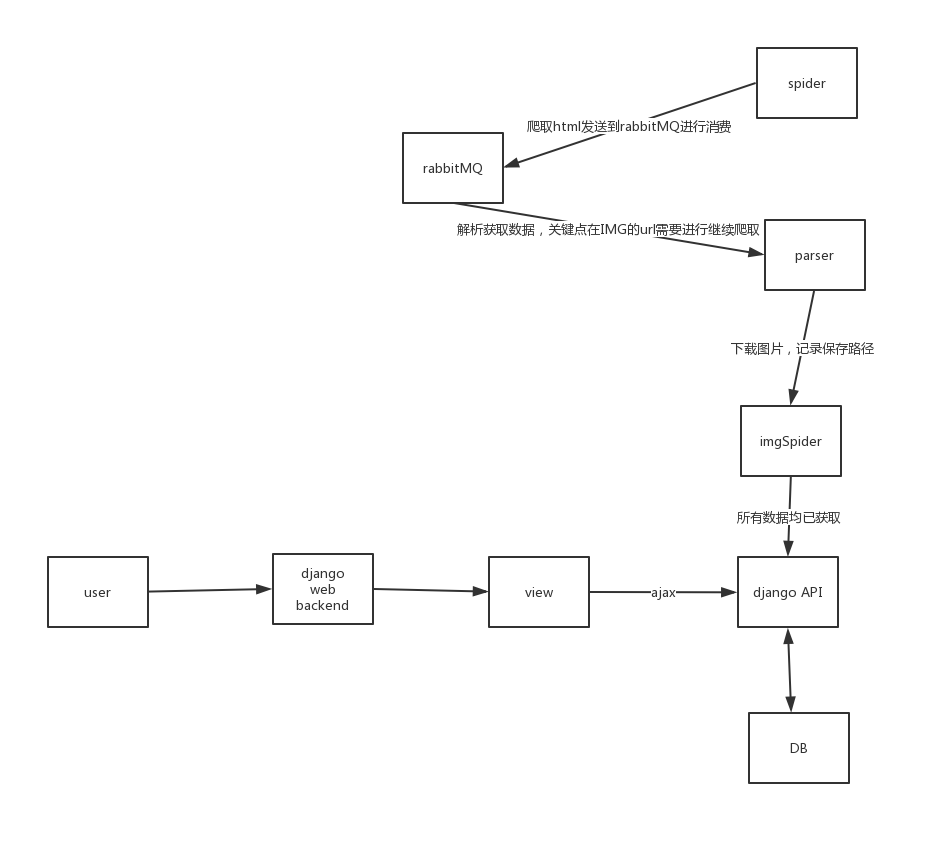 spider
爬取html发送到rabbitMQ进行消费
rabbitMQ
解析获取数据，关键点在IMG的url需要进行继续爬取
parser
下载图片，记录保存路径
imgSpider
所有数据均已获取
user
django
web
backend
view
ajax
django API
DB